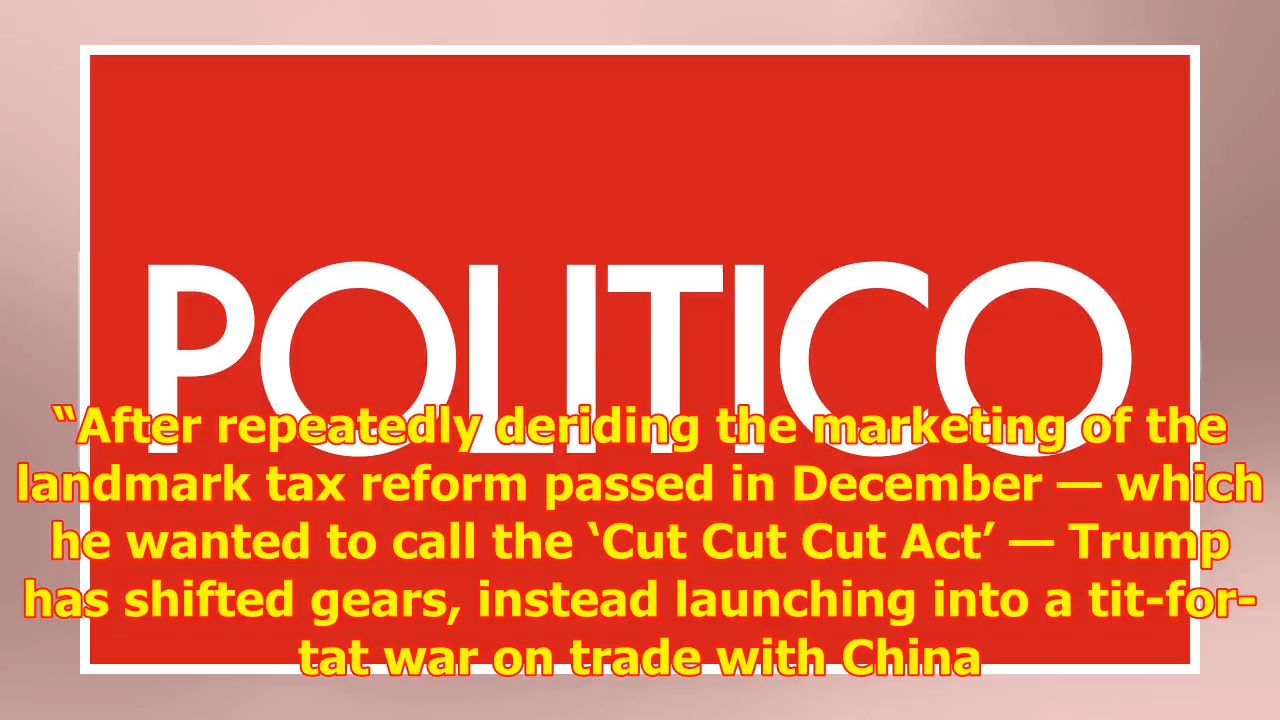 POLITICO
“After repeatedly deriding the marketing of the
landmark tax reform passed in December — which
he wanted to call the ‘Cut Cut Cut Act’ — Trump
has shifted gears, instead launching into a tit-for-
tat war on trade with China